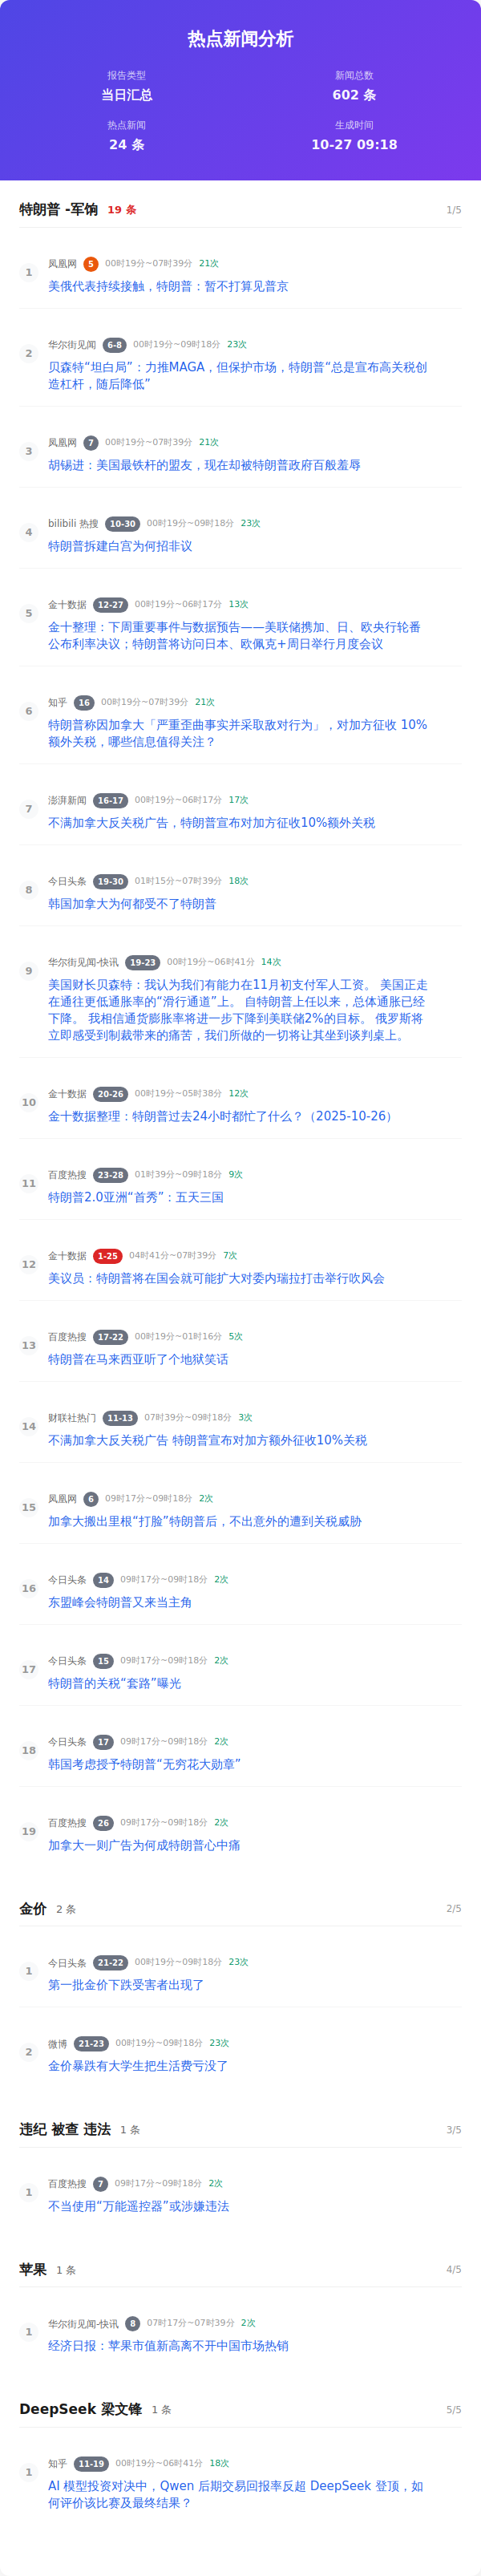 热点新闻分析
报告类型
新闻总数
当日汇总
602 条
热点新闻
生成时间
24 条
10-27 09:18
特朗普 -军饷 19 条 1/5
1
凤凰网 5 00时19分~07时39分 21次
美俄代表持续接触，特朗普：暂不打算见普京
2
华尔街见闻 6-8 00时19分~09时18分 23次
贝森特“坦白局”：力推MAGA，但保护市场，特朗普“总是宣布高关税创
造杠杆，随后降低”
3
凤凰网 7 00时19分~07时39分 21次
胡锡进：美国最铁杆的盟友，现在却被特朗普政府百般羞辱
4
bilibili 热搜 10-30 00时19分~09时18分 23次
特朗普拆建白宫为何招非议
5
金十数据 12-27 00时19分~06时17分 13次
金十整理：下周重要事件与数据预告——美联储携加、日、欧央行轮番
公布利率决议；特朗普将访问日本、欧佩克+周日举行月度会议
6
知乎 16 00时19分~07时39分 21次
特朗普称因加拿大「严重歪曲事实并采取敌对行为」，对加方征收 10%
额外关税，哪些信息值得关注？
7
澎湃新闻 16-17 00时19分~06时17分 17次
不满加拿大反关税广告，特朗普宣布对加方征收10%额外关税
8
今日头条 19-30 01时15分~07时39分 18次
韩国加拿大为何都受不了特朗普
9
华尔街见闻-快讯 19-23 00时19分~06时41分 14次
美国财长贝森特：我认为我们有能力在11月初支付军人工资。 美国正走
在通往更低通胀率的“滑行通道”上。 自特朗普上任以来，总体通胀已经
下降。 我相信通货膨胀率将进一步下降到美联储2%的目标。 俄罗斯将
立即感受到制裁带来的痛苦，我们所做的一切将让其坐到谈判桌上。
10
金十数据 20-26 00时19分~05时38分 12次
金十数据整理：特朗普过去24小时都忙了什么？（2025-10-26）
11
百度热搜 23-28 01时39分~09时18分 9次
特朗普2.0亚洲“首秀”：五天三国
12
金十数据 1-25 04时41分~07时39分 7次
美议员：特朗普将在国会就可能扩大对委内瑞拉打击举行吹风会
13
百度热搜 17-22 00时19分~01时16分 5次
特朗普在马来西亚听了个地狱笑话
14
财联社热门 11-13 07时39分~09时18分 3次
不满加拿大反关税广告 特朗普宣布对加方额外征收10%关税
15
凤凰网 6 09时17分~09时18分 2次
加拿大搬出里根“打脸”特朗普后，不出意外的遭到关税威胁
16
今日头条 14 09时17分~09时18分 2次
东盟峰会特朗普又来当主角
17
今日头条 15 09时17分~09时18分 2次
特朗普的关税“套路”曝光
18
今日头条 17 09时17分~09时18分 2次
韩国考虑授予特朗普“无穷花大勋章”
19
百度热搜 26 09时17分~09时18分 2次
加拿大一则广告为何成特朗普心中痛
金价 2 条 2/5
1
今日头条 21-22 00时19分~09时18分 23次
第一批金价下跌受害者出现了
2
微博 21-23 00时19分~09时18分 23次
金价暴跌有大学生把生活费亏没了
违纪 被查 违法 1 条 3/5
1
百度热搜 7 09时17分~09时18分 2次
不当使用“万能遥控器”或涉嫌违法
苹果 1 条 4/5
1
华尔街见闻-快讯 8 07时17分~07时39分 2次
经济日报：苹果市值新高离不开中国市场热销
DeepSeek 梁文锋 1 条 5/5
1
知乎 11-19 00时19分~06时41分 18次
AI 模型投资对决中，Qwen 后期交易回报率反超 DeepSeek 登顶，如
何评价该比赛及最终结果？